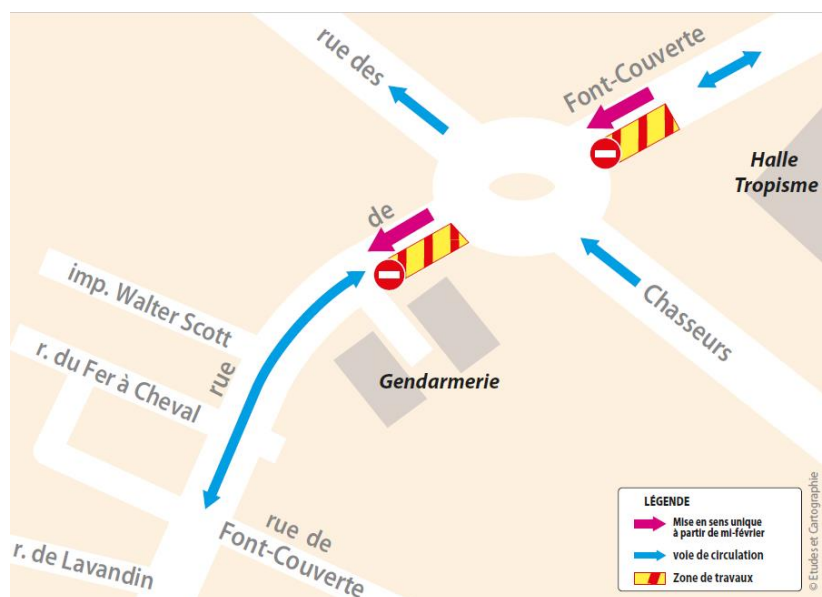 rue des
Font-Couverte
Halle
Tropisme
de
imp. Walter Scott
r. du Fer à Cheval
rue
Chasseurs
Gendarmerie
rue de
Font-Couverte
r. de Lavandin
LÉGENDE
Mise en sens unique
à partir de mi-février
voie de circulation
Zone de travaux
© Etudes et Cartographie